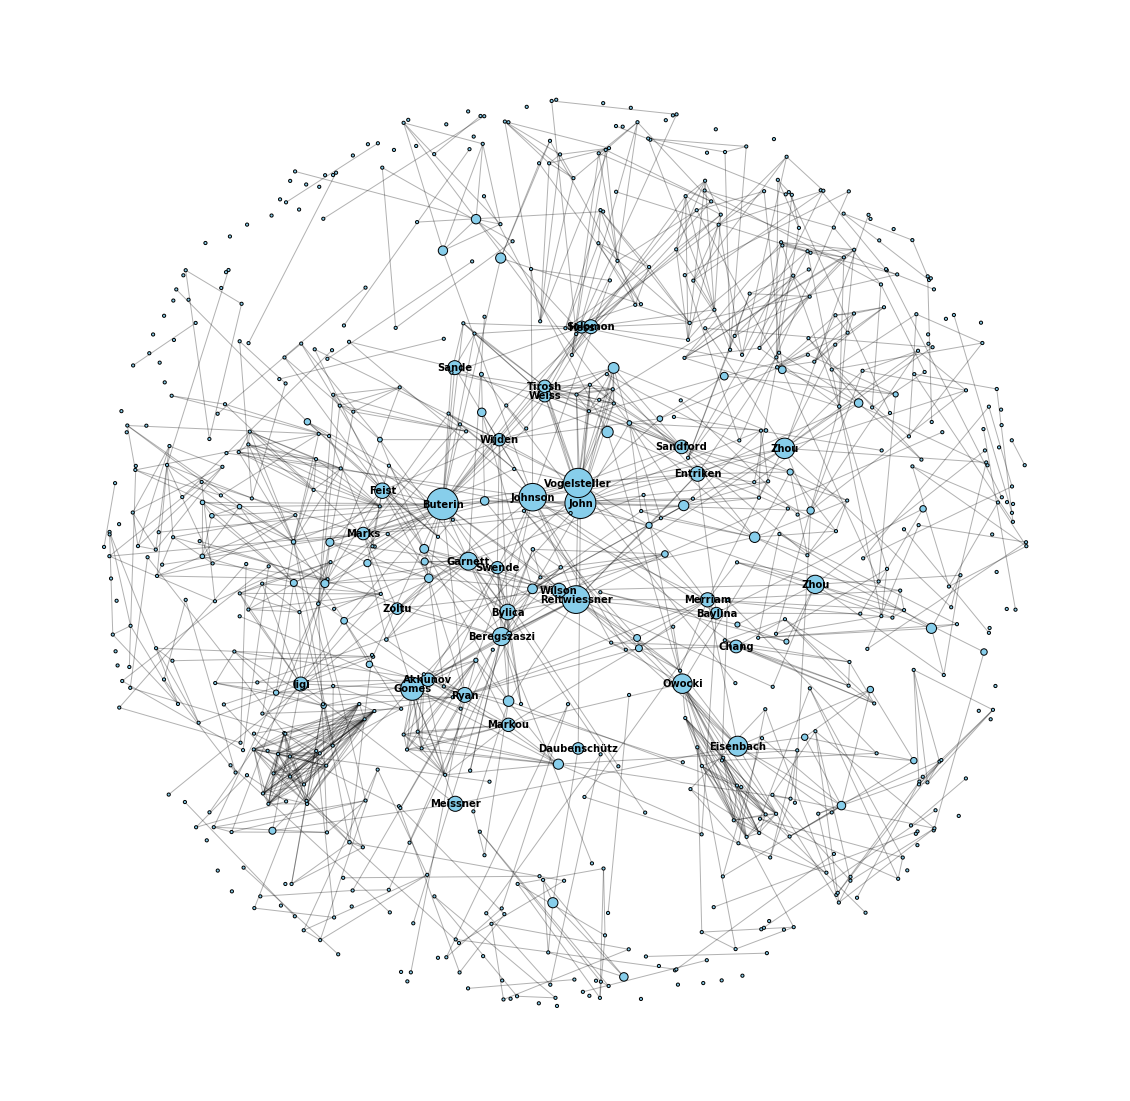 Solomon
Sande
Tirosh
Weiss
Wijden
Sandford
Zhou
Entriken
Vogelsteller
Feist
Johnson
Buterin
John
Marks
Garnett
Swende
Zhou
Wilson
Reitwiessner
Merriam
Zoltu
Bylica
Baylina
Beregszaszi
Chang
Akhunov
Gomes
Ryan
Owocki
Markou
Eisenbach
Daubenschütz
Meissner